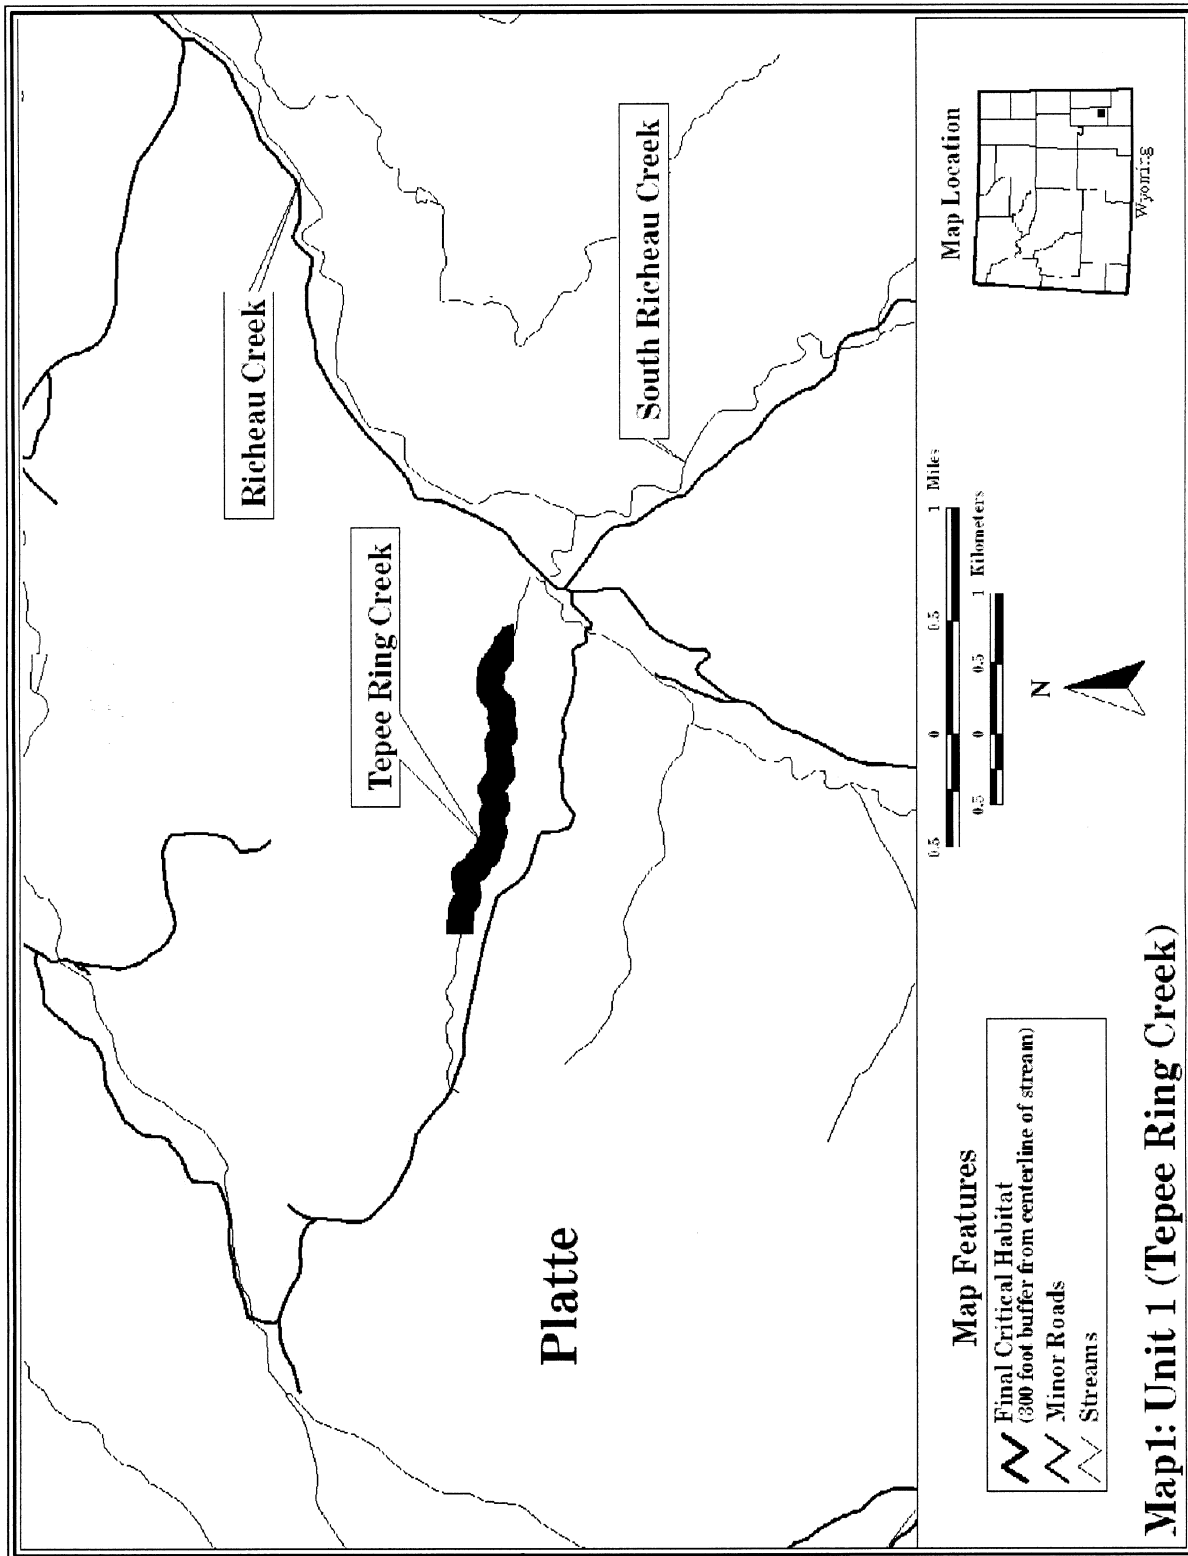 Richeau Creek
Tepee Ring Creek
South Richeau Creek
Platte
Map Features
Final Critical Habitat
(300 foot buffer from centerline of stream)
Minor Roads
Streams
0.5 0 0.5 1 Miles
0.5 0 0.5 1 Kilometers
N
Map Location
Wyoming
Map1: Unit 1 (Tepee Ring Creek)